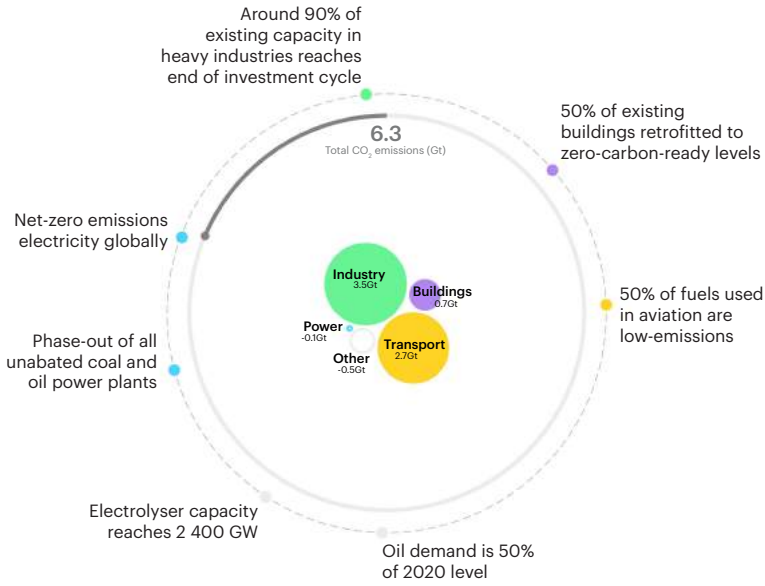 Around 90% of
existing capacity in
heavy industries reaches
end of investment cycle
50% of existing
buildings retrofitted to
zero-carbon-ready levels
6.3
Total CO₂ emissions (Gt)
Net-zero emissions
electricity globally
Industry
3.5Gt
Buildings
0.7Gt
50% of fuels used
in aviation are
low-emissions
Power
-0.1Gt
Transport
2.7Gt
Other
-0.5Gt
Phase-out of all
unabated coal and
oil power plants
Electrolyser capacity
reaches 2 400 GW
Oil demand is 50%
of 2020 level